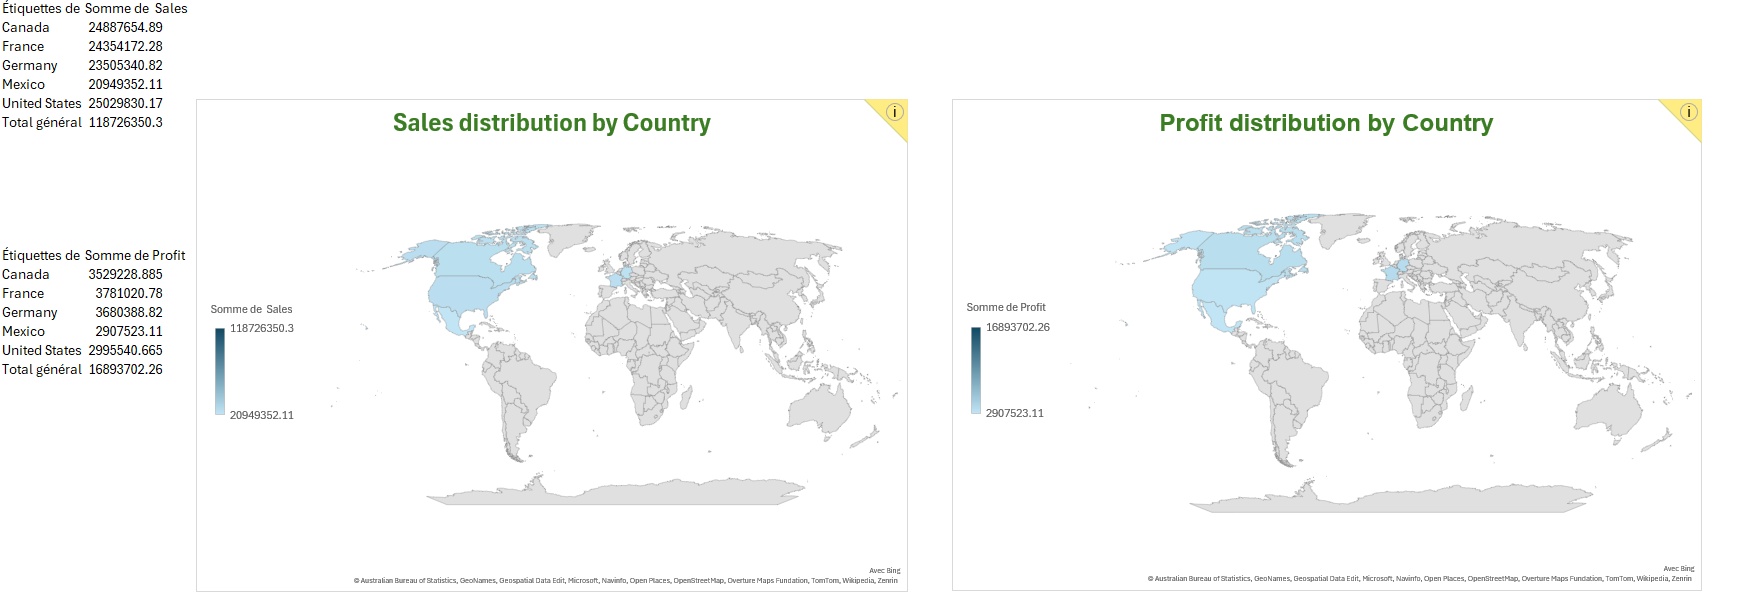 Étiquettes de Somme de Sales
Canada 24887654.89
France 24354172.28
Germany 23505340.82
Mexico 20949352.11
United States 25029830.17
Total général 118726350.3
Étiquettes de Somme de Profit
Canada 3529228.885
France 3781020.78
Germany 3680388.82
Mexico 2907523.11
United States 2995540.665
Total général 16893702.26
Sales distribution by Country
i
Somme de Sales
118726350.3
20949352.11
Avec Bing
© Australian Bureau of Statistics, GeoNames, Geospatial Data Edit, Microsoft, Navinfo, Open Places, OpenStreetMap, Overture Maps Fundation, TomTom, Wikipedia, Zenrin
Profit distribution by Country
i
Somme de Profit
16893702.26
2907523.11
Avec Bing
© Australian Bureau of Statistics, GeoNames, Geospatial Data Edit, Microsoft, Navinfo, Open Places, OpenStreetMap, Overture Maps Fundation, TomTom, Wikipedia, Zenrin